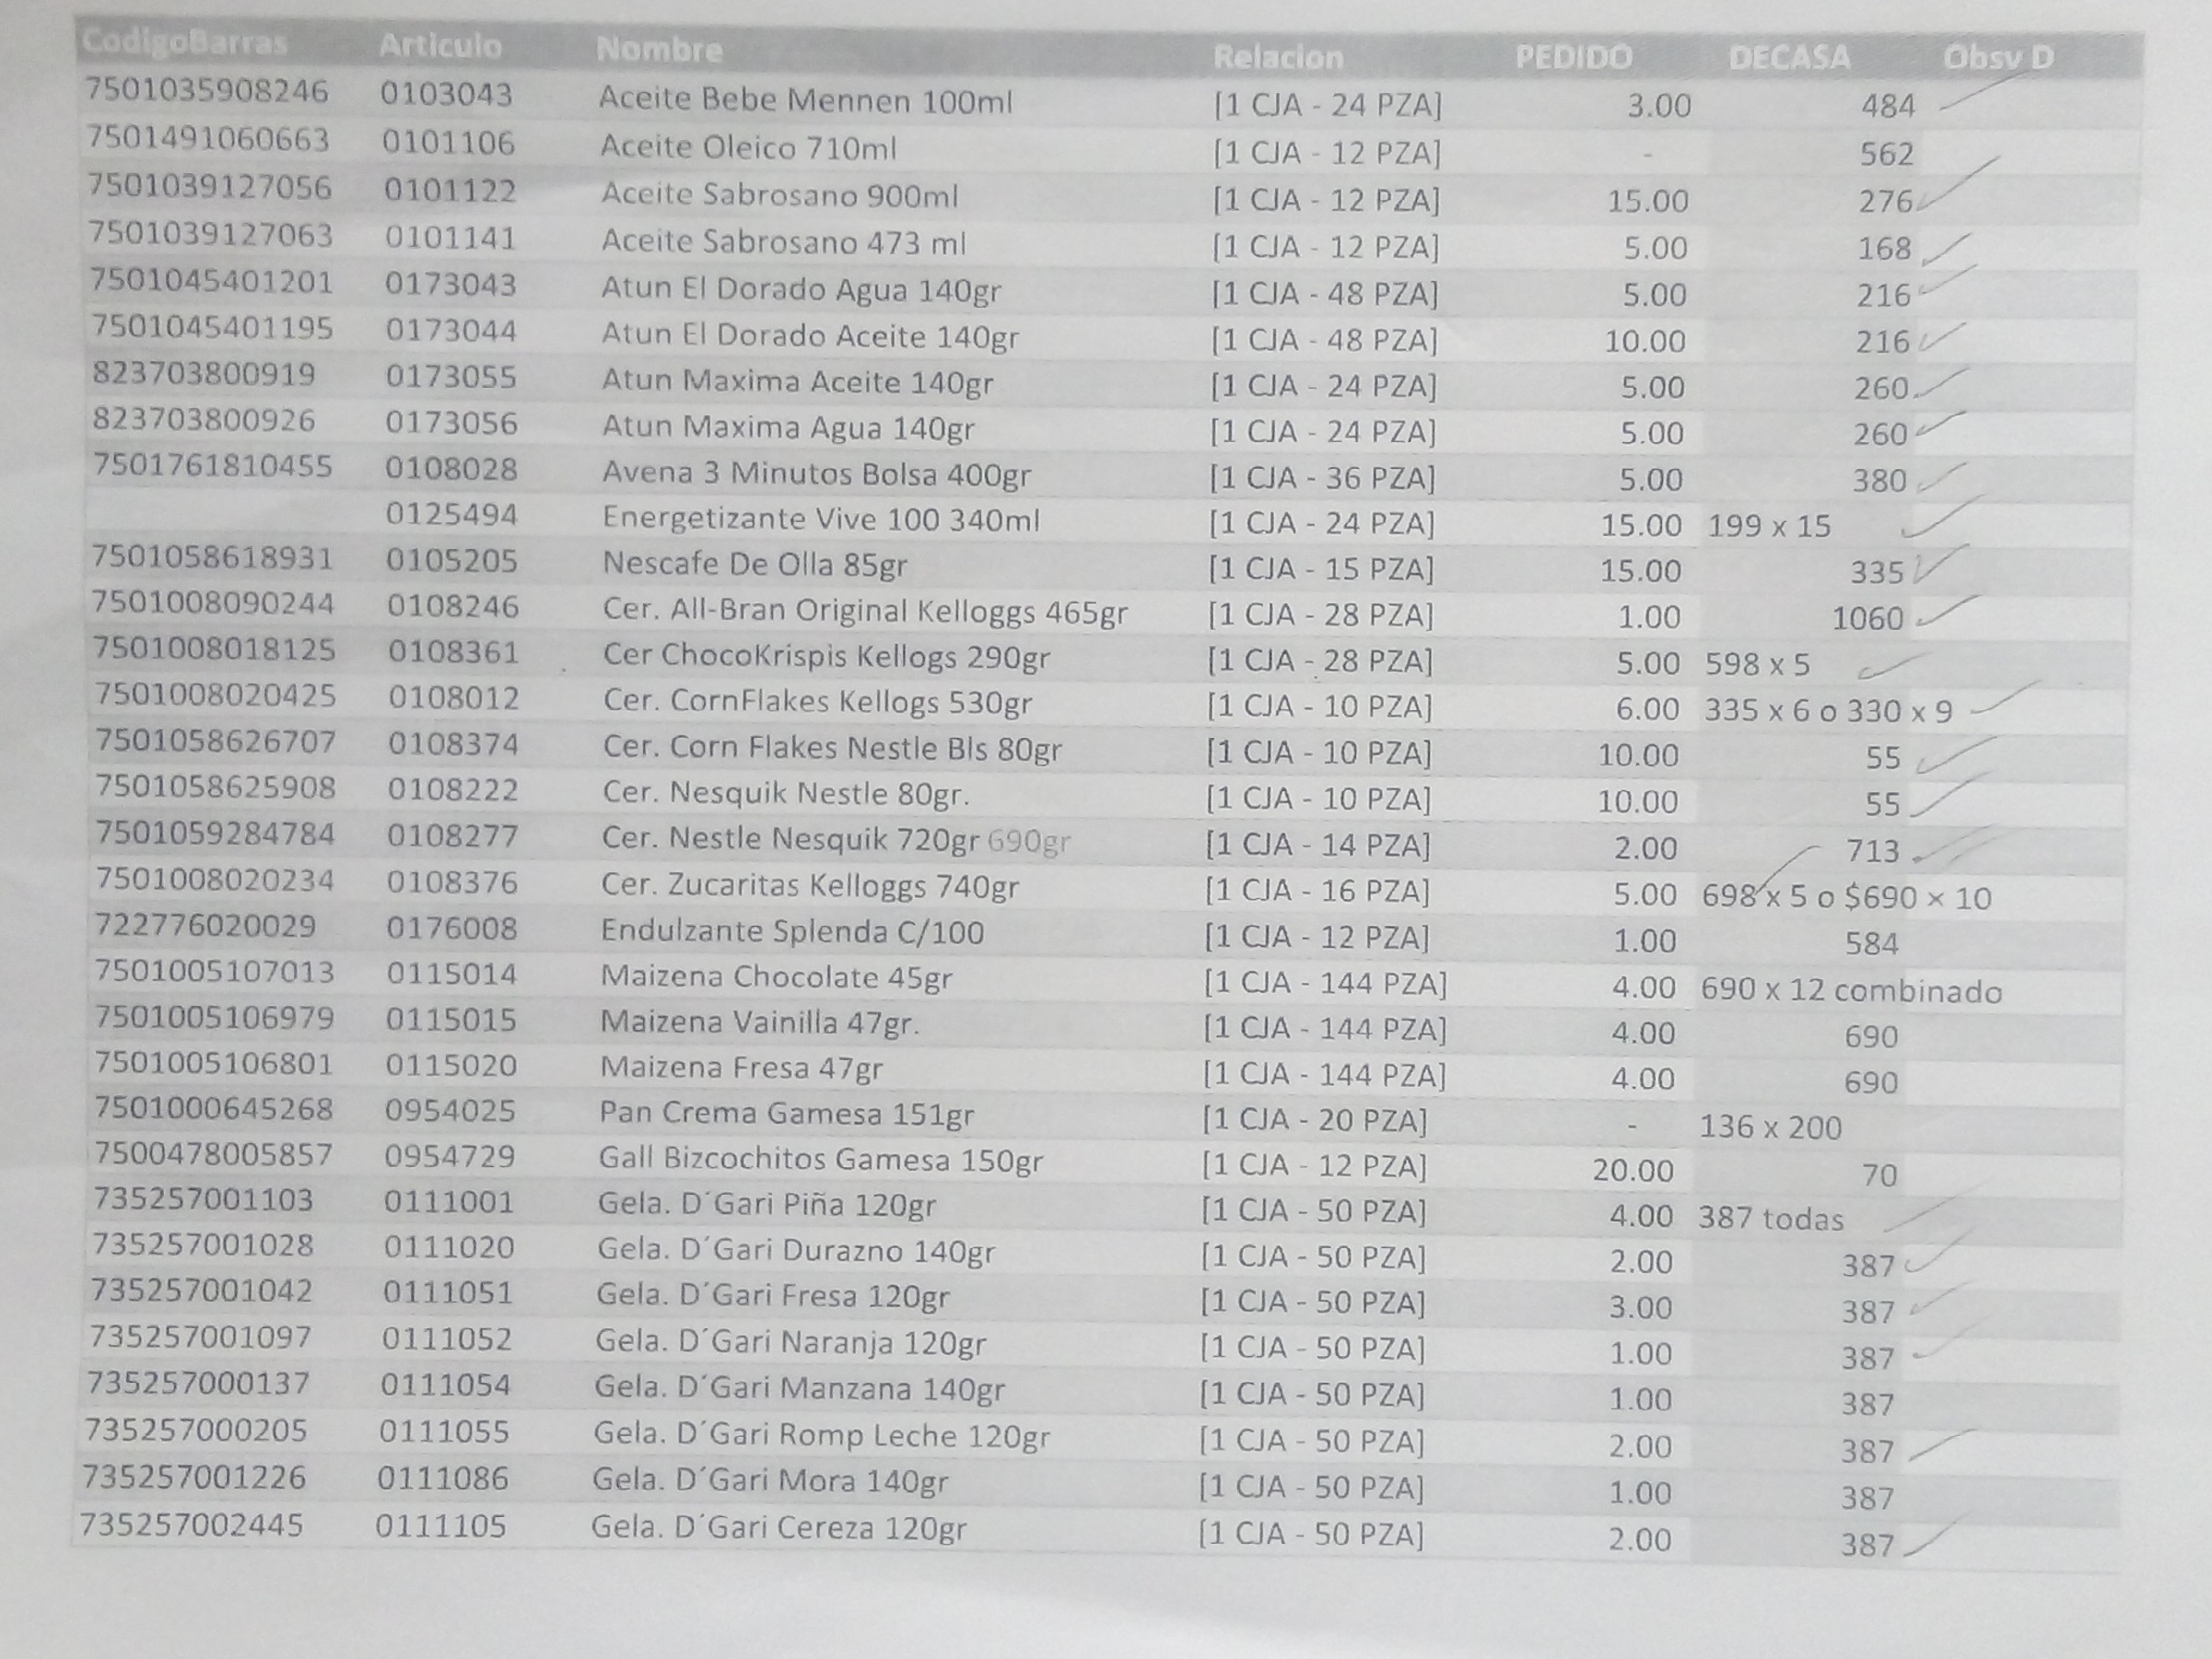 CodigoBarras Articulo Nombre Relacion PEDIDO DECASA Obsv D
7501035908246 0103043 Aceite Bebe Mennen 100ml [1 CJA - 24 PZA] 3.00 484
7501491060663 0101106 Aceite Oleico 710ml [1 CJA - 12 PZA] - 562
7501039127056 0101122 Aceite Sabrosano 900ml [1 CJA - 12 PZA] 15.00 276
7501039127063 0101141 Aceite Sabrosano 473 ml [1 CJA - 12 PZA] 5.00 168
7501045401201 0173043 Atun El Dorado Agua 140gr [1 CJA - 48 PZA] 5.00 216
7501045401195 0173044 Atun El Dorado Aceite 140gr [1 CJA - 48 PZA] 10.00 216
823703800919 0173055 Atun Maxima Aceite 140gr [1 CJA - 24 PZA] 5.00 260
823703800926 0173056 Atun Maxima Agua 140gr [1 CJA - 24 PZA] 5.00 260
7501761810455 0108028 Avena 3 Minutos Bolsa 400gr [1 CJA - 36 PZA] 5.00 380
0125494 Energetizante Vive 100 340ml [1 CJA - 24 PZA] 15.00 199 x 15
7501058618931 0105205 Nescafe De Olla 85gr [1 CJA - 15 PZA] 15.00 335
7501008090244 0108246 Cer. All-Bran Original Kelloggs 465gr [1 CJA - 28 PZA] 1.00 1060
7501008018125 0108361 Cer ChocoKrispis Kellogs 290gr [1 CJA - 28 PZA] 5.00 598 x 5
7501008020425 0108012 Cer. CornFlakes Kellogs 530gr [1 CJA - 10 PZA] 6.00 335 x 6 o 330 x 9
7501058626707 0108374 Cer. Corn Flakes Nestle Bls 80gr [1 CJA - 10 PZA] 10.00 55
7501058625908 0108222 Cer. Nesquik Nestle 80gr. [1 CJA - 10 PZA] 10.00 55
7501059284784 0108277 Cer. Nestle Nesquik 720gr 690gr [1 CJA - 14 PZA] 2.00 713
7501008020234 0108376 Cer. Zucaritas Kelloggs 740gr [1 CJA - 16 PZA] 5.00 698 x 5 o $690 × 10
722776020029 0176008 Endulzante Splenda C/100 [1 CJA - 12 PZA] 1.00 584
7501005107013 0115014 Maizena Chocolate 45gr [1 CJA - 144 PZA] 4.00 690 x 12 combinado
7501005106979 0115015 Maizena Vainilla 47gr. [1 CJA - 144 PZA] 4.00 690
7501005106801 0115020 Maizena Fresa 47gr [1 CJA - 144 PZA] 4.00 690
7501000645268 0954025 Pan Crema Gamesa 151gr [1 CJA - 20 PZA] - 136 x 200
7500478005857 0954729 Gall Bizcochitos Gamesa 150gr [1 CJA - 12 PZA] 20.00 70
735257001103 0111001 Gela. D´Gari Piña 120gr [1 CJA - 50 PZA] 4.00 387 todas
735257001028 0111020 Gela. D´Gari Durazno 140gr [1 CJA - 50 PZA] 2.00 387
735257001042 0111051 Gela. D´Gari Fresa 120gr [1 CJA - 50 PZA] 3.00 387
735257001097 0111052 Gela. D´Gari Naranja 120gr [1 CJA - 50 PZA] 1.00 387
735257000137 0111054 Gela. D´Gari Manzana 140gr [1 CJA - 50 PZA] 1.00 387
735257000205 0111055 Gela. D´Gari Romp Leche 120gr [1 CJA - 50 PZA] 2.00 387
735257001226 0111086 Gela. D´Gari Mora 140gr [1 CJA - 50 PZA] 1.00 387
735257002445 0111105 Gela. D´Gari Cereza 120gr [1 CJA - 50 PZA] 2.00 387